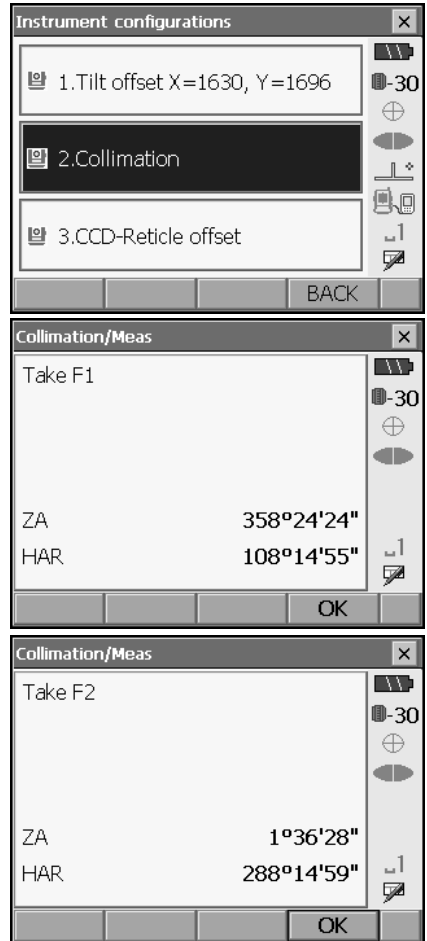 Instrument configurations
1.Tilt offset X=1630, Y=1696
-30
2.Collimation
3.CCD-Reticle offset
1
BACK
Collimation/Meas
Take F1
-30
ZA 358°24'24"
HAR 108°14'55"
1
OK
Collimation/Meas
Take F2
-30
ZA 1°36'28"
HAR 288°14'59"
1
OK